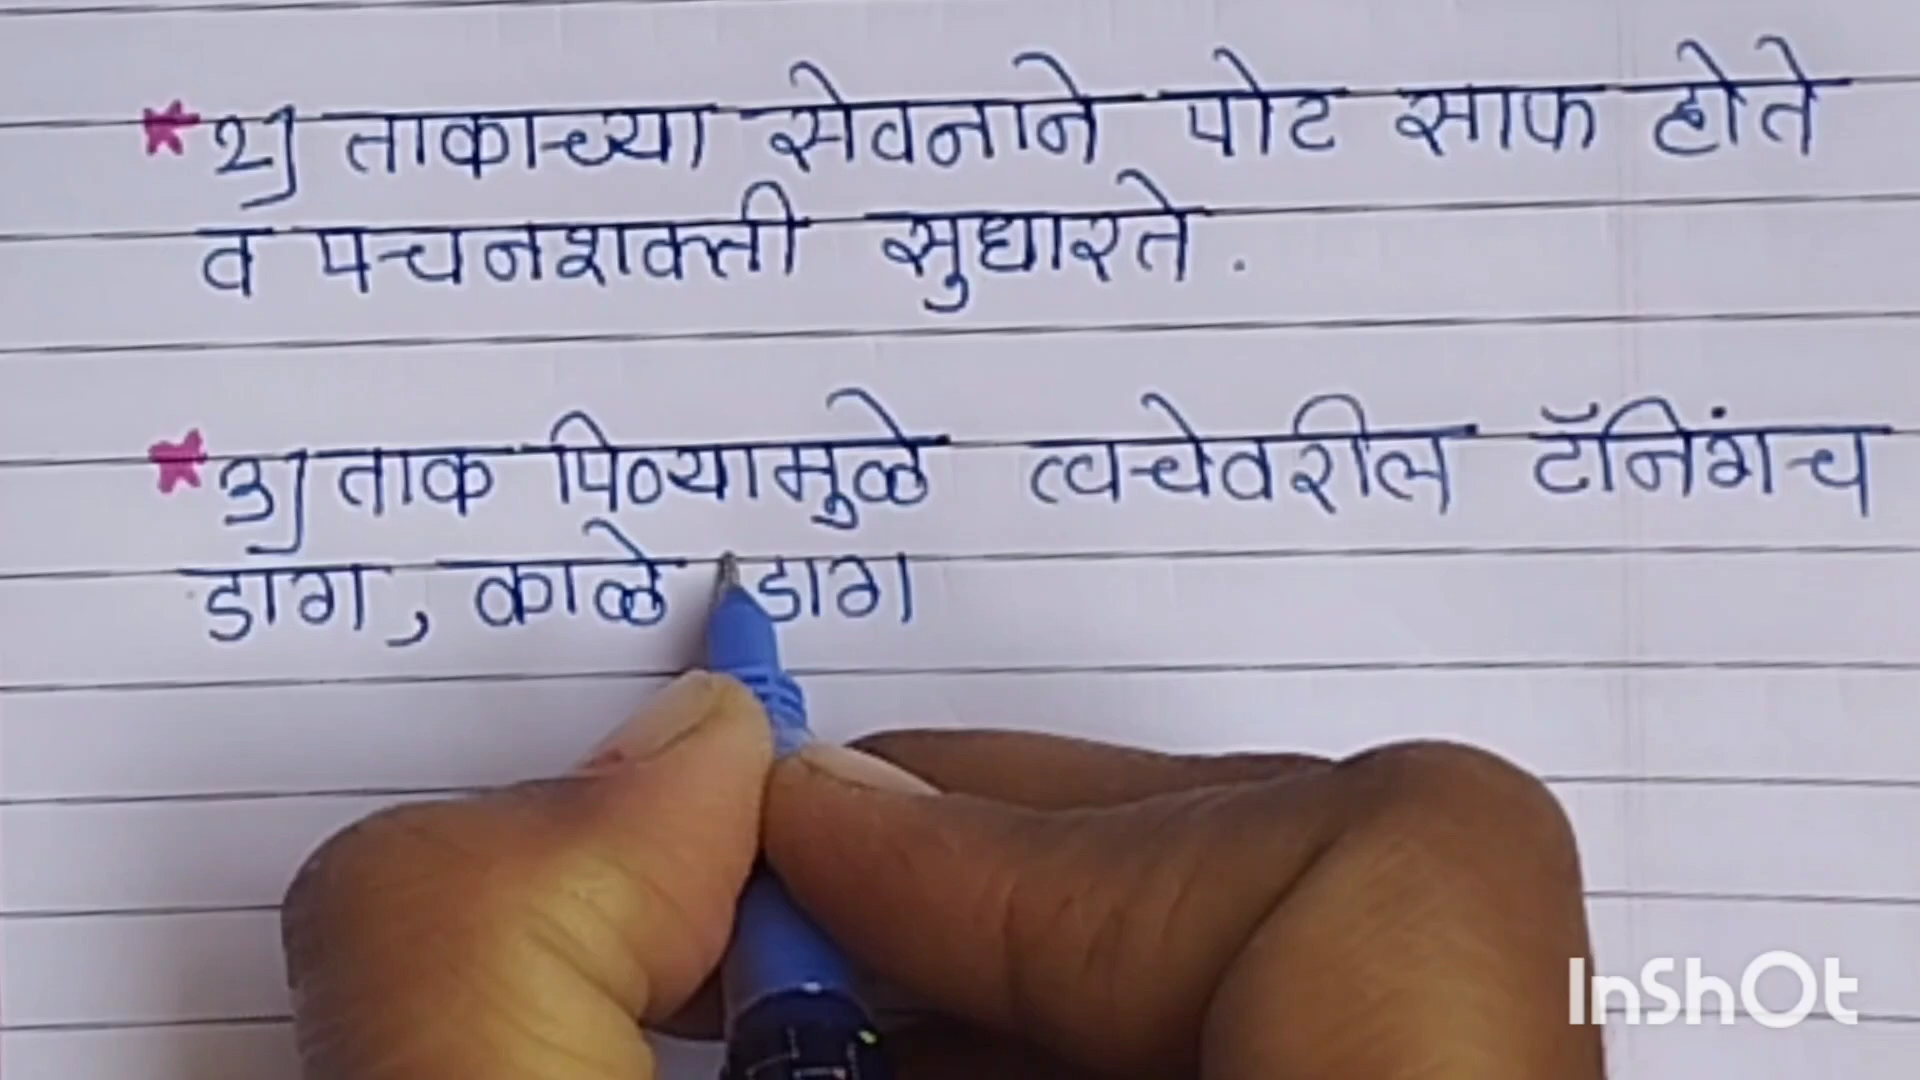 ★ २) ताकाच्या सेवनाने पोट साफ होते
व पचनशक्ती सुधारते .
★ ३) ताक पिण्यामुळे त्वचेवरील टॅनिंगच
डाग, काळे डाग
InShOt